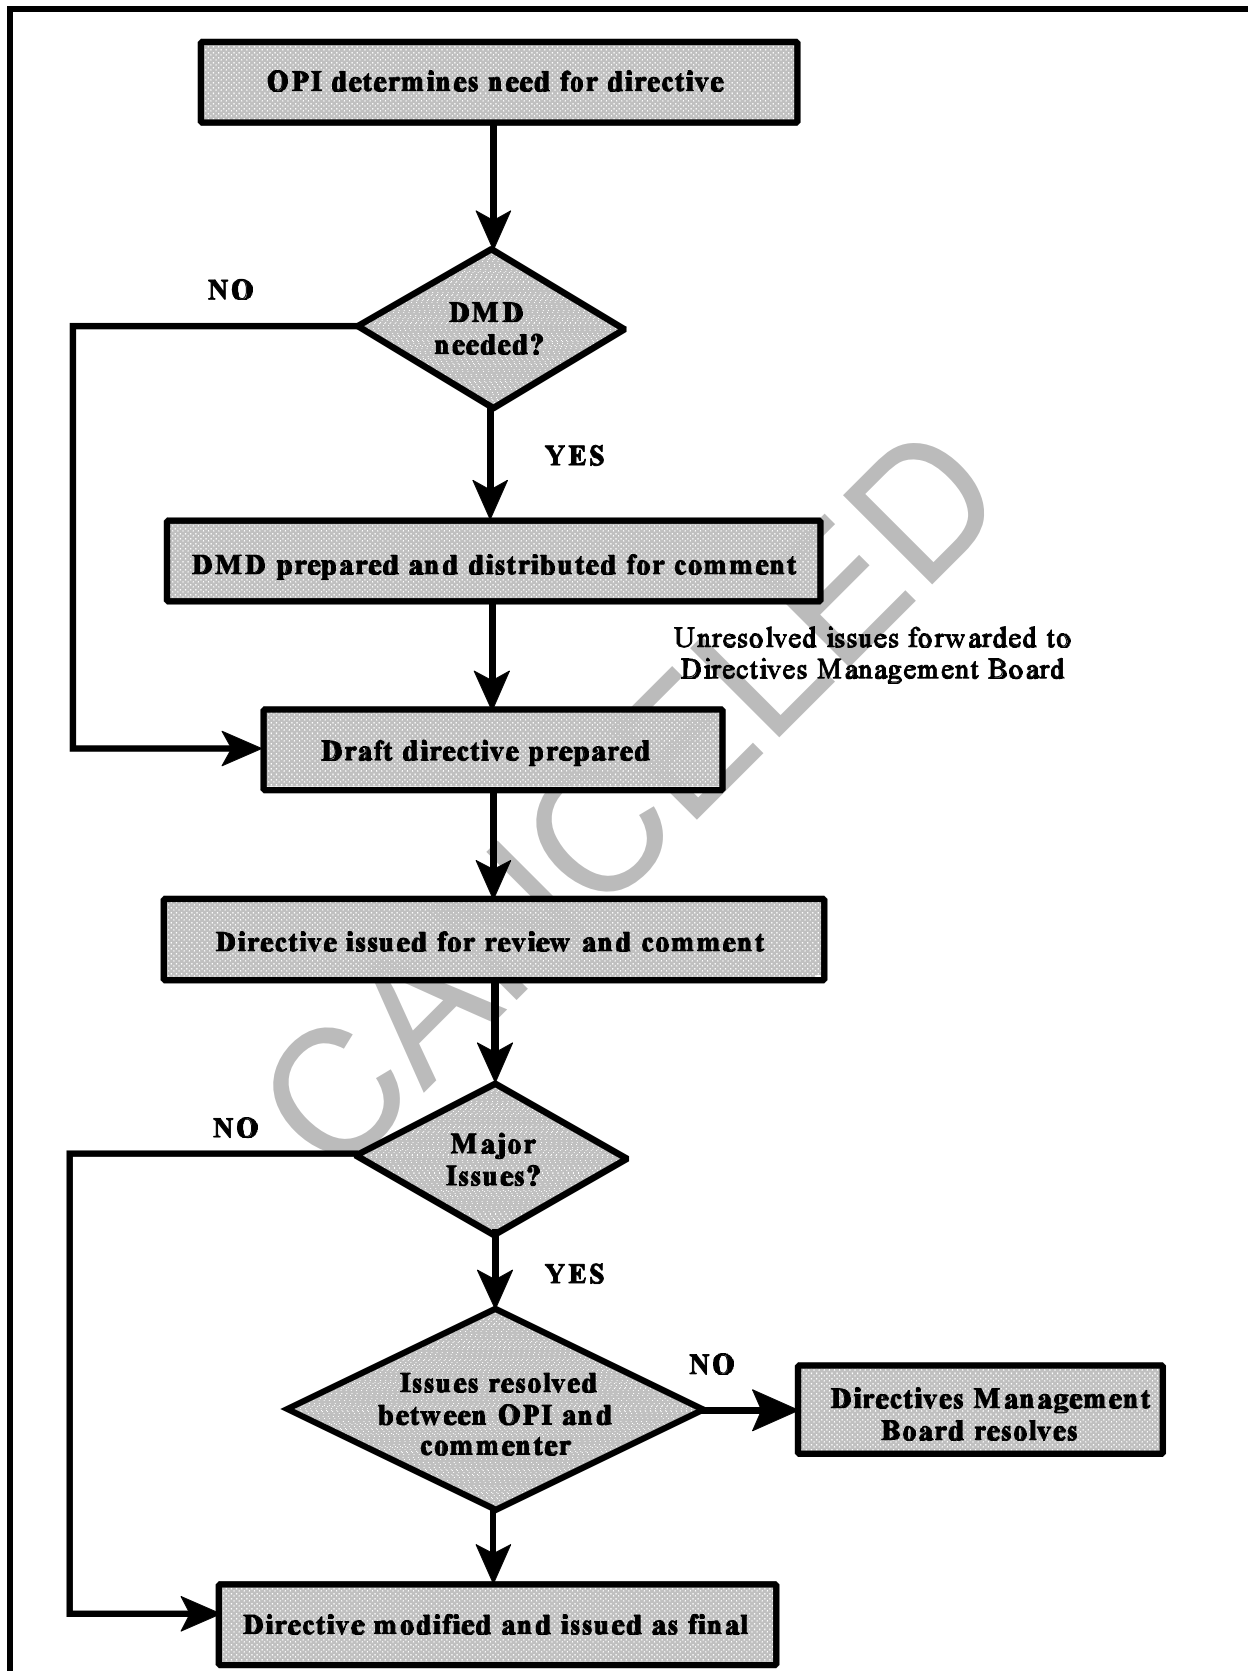 OPI determines need for directive
NO
DMD
needed?
YES
DMD prepared and distributed for comment
Unresolved issues forwarded to
Directives Management Board
Draft directive prepared
Directive issued for review and comment
NO
Major
Issues?
YES
Issues resolved
between OPI and
commenter
NO
Directives Management
Board resolves
Directive modified and issued as final
CANCELED